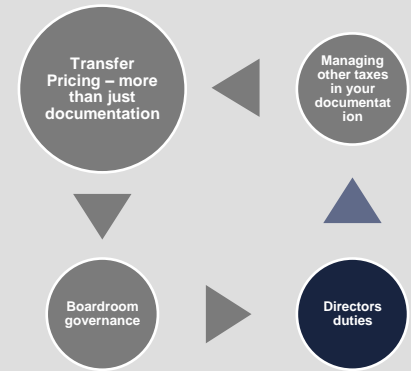 Transfer
Pricing – more
than just
documentation
Managing
other taxes
in your
documentat
ion
Boardroom
governance
Directors
duties